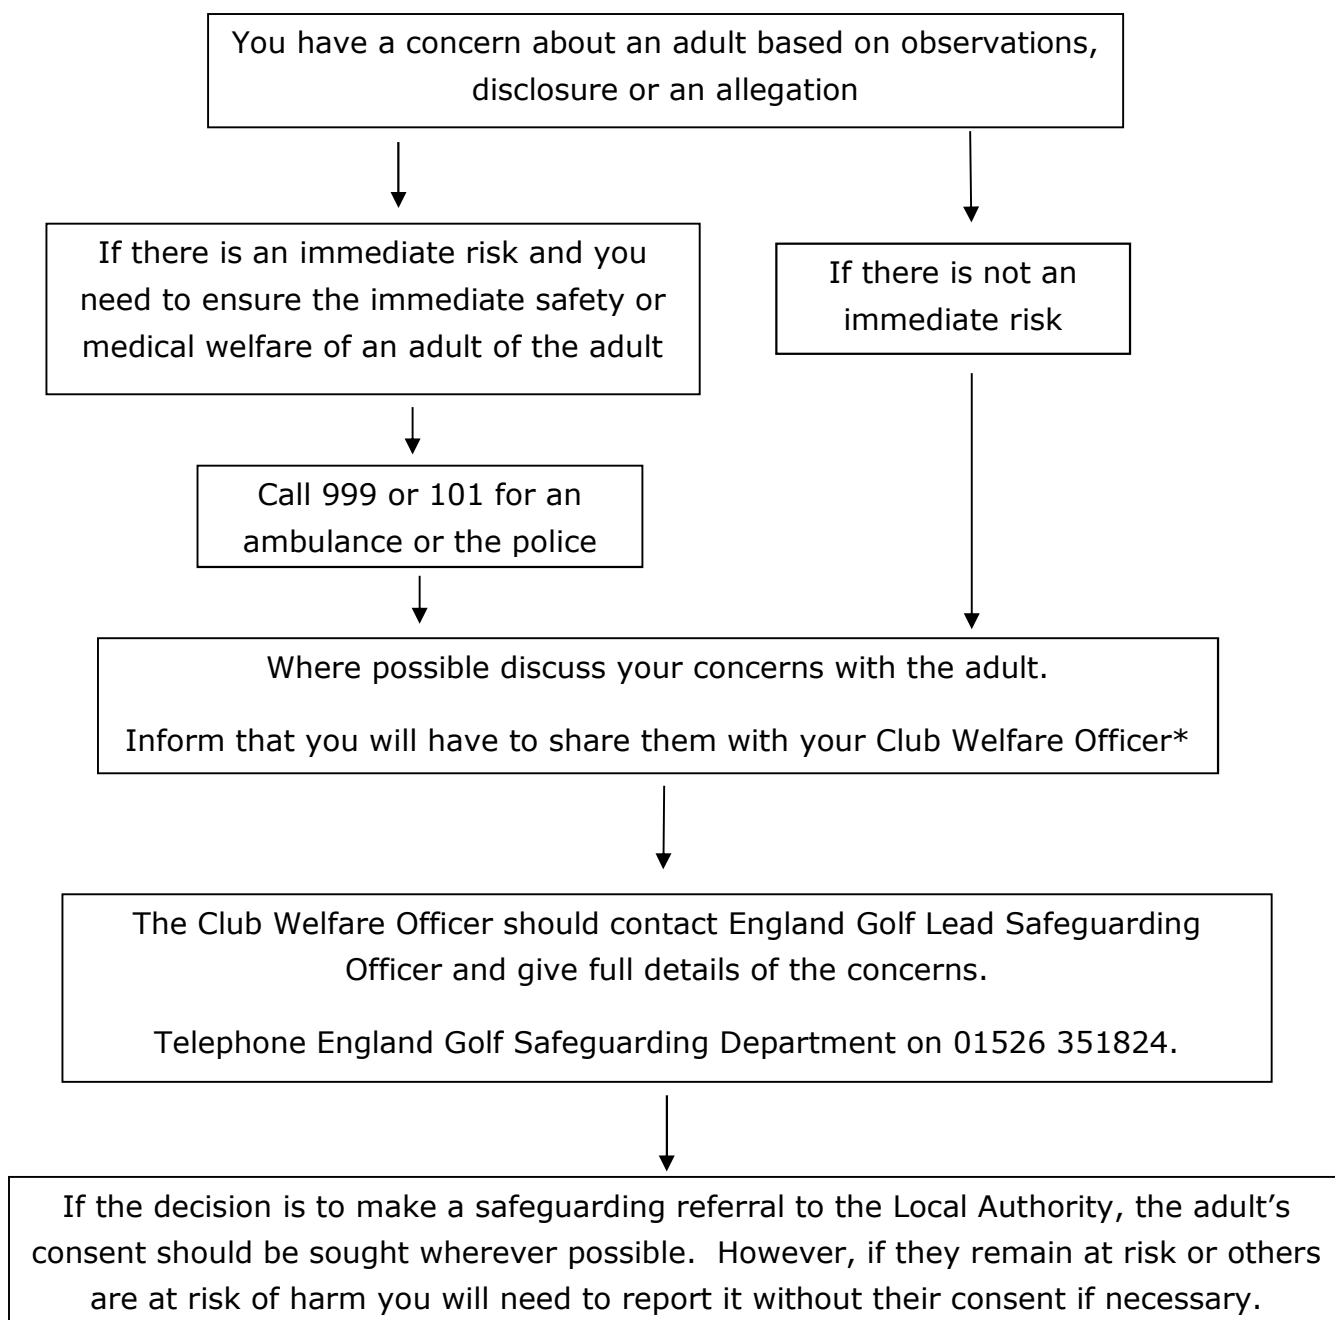 You have a concern about an adult based on observations,
disclosure or an allegation
If there is an immediate risk and you
need to ensure the immediate safety or
medical welfare of an adult of the adult
If there is not an
immediate risk
Call 999 or 101 for an
ambulance or the police
Where possible discuss your concerns with the adult.
Inform that you will have to share them with your Club Welfare Officer*
The Club Welfare Officer should contact England Golf Lead Safeguarding
Officer and give full details of the concerns.
Telephone England Golf Safeguarding Department on 01526 351824.
If the decision is to make a safeguarding referral to the Local Authority, the adult’s
consent should be sought wherever possible.  However, if they remain at risk or others
are at risk of harm you will need to report it without their consent if necessary.